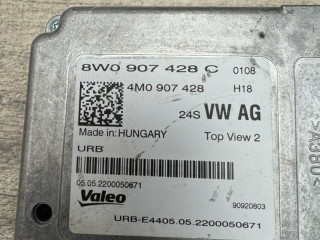 8W0 907 428 C 0108
4M0 907 428 H18
24S VW AG
Made in: HUNGARY Top View 2
URB
05.05.2200050671
Valeo 90920803
URB-E4405.05.2200050671
>A380<